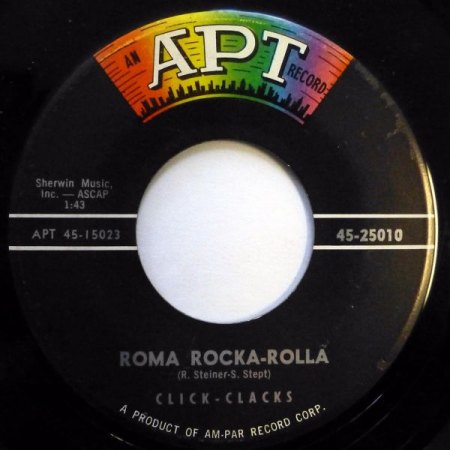 AN APT RECORD
Sherwin Music,
Inc. — ASCAP
1:43
APT 45-15023
45-25010
ROMA ROCKA-ROLLA
(R. Steiner-S. Stept)
CLICK-CLACKS
A PRODUCT OF AM-PAR RECORD CORP.